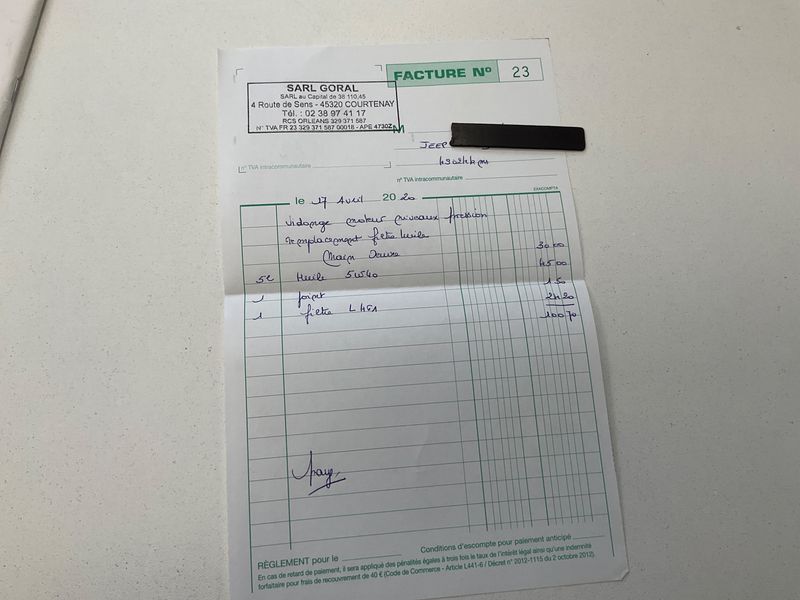 FACTURE N° 23
SARL GORAL
SARL au Capital de 38 110,45
4 Route de Sens - 45320 COURTENAY
Tél. : 02 38 97 41 17
RCS ORLEANS 329 371 587
N° TVA FR 23 329 371 587 00018 - APE 4730Z
M
JEEP
n° TVA intracommunautaire
n° TVA intracommunautaire
EXACOMPTA
le 17 Avril 2020
vidange moteur niveaux pression
remplacement filtre huile
Main Oeuvre 30 00
5l Huile 5W40 45 00
1 joint 1 50
1 filtre 24 20
100 70
paye
RÈGLEMENT pour le
Conditions d'escompte pour paiement anticipé
En cas de retard de paiement, il sera appliqué des pénalités égales à trois fois le taux de l'intérêt légal ainsi qu'une indemnité
forfaitaire pour frais de recouvrement de 40 € (Code de Commerce - Article L441-6 / Décret n° 2012-1115 du 2 octobre 2012).